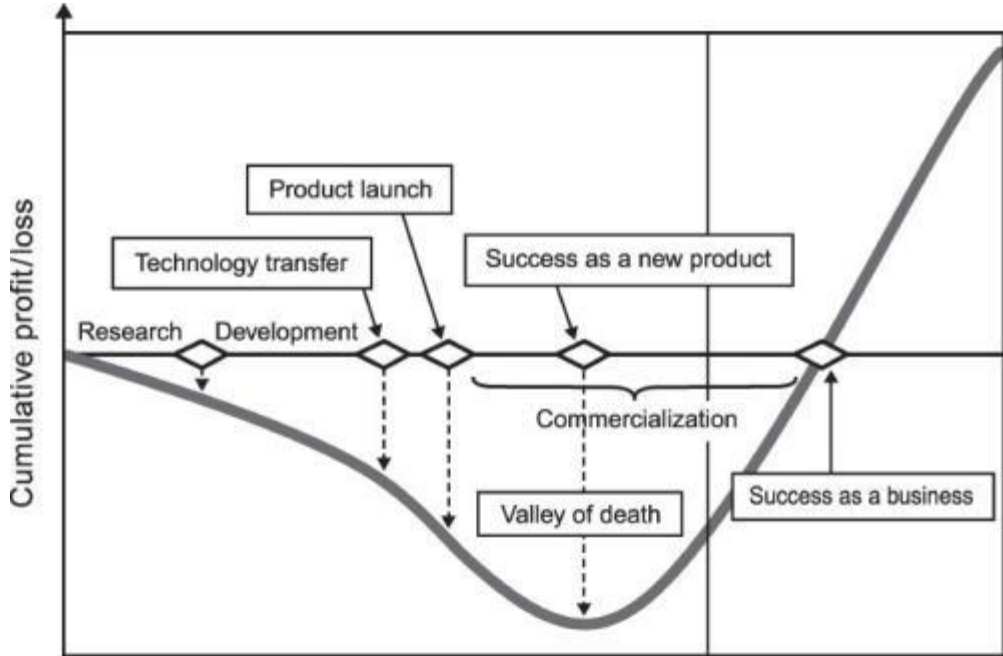 Cumulative profit/loss
Product launch
Technology transfer
Success as a new product
Research
Development
Commercialization
Valley of death
Success as a business